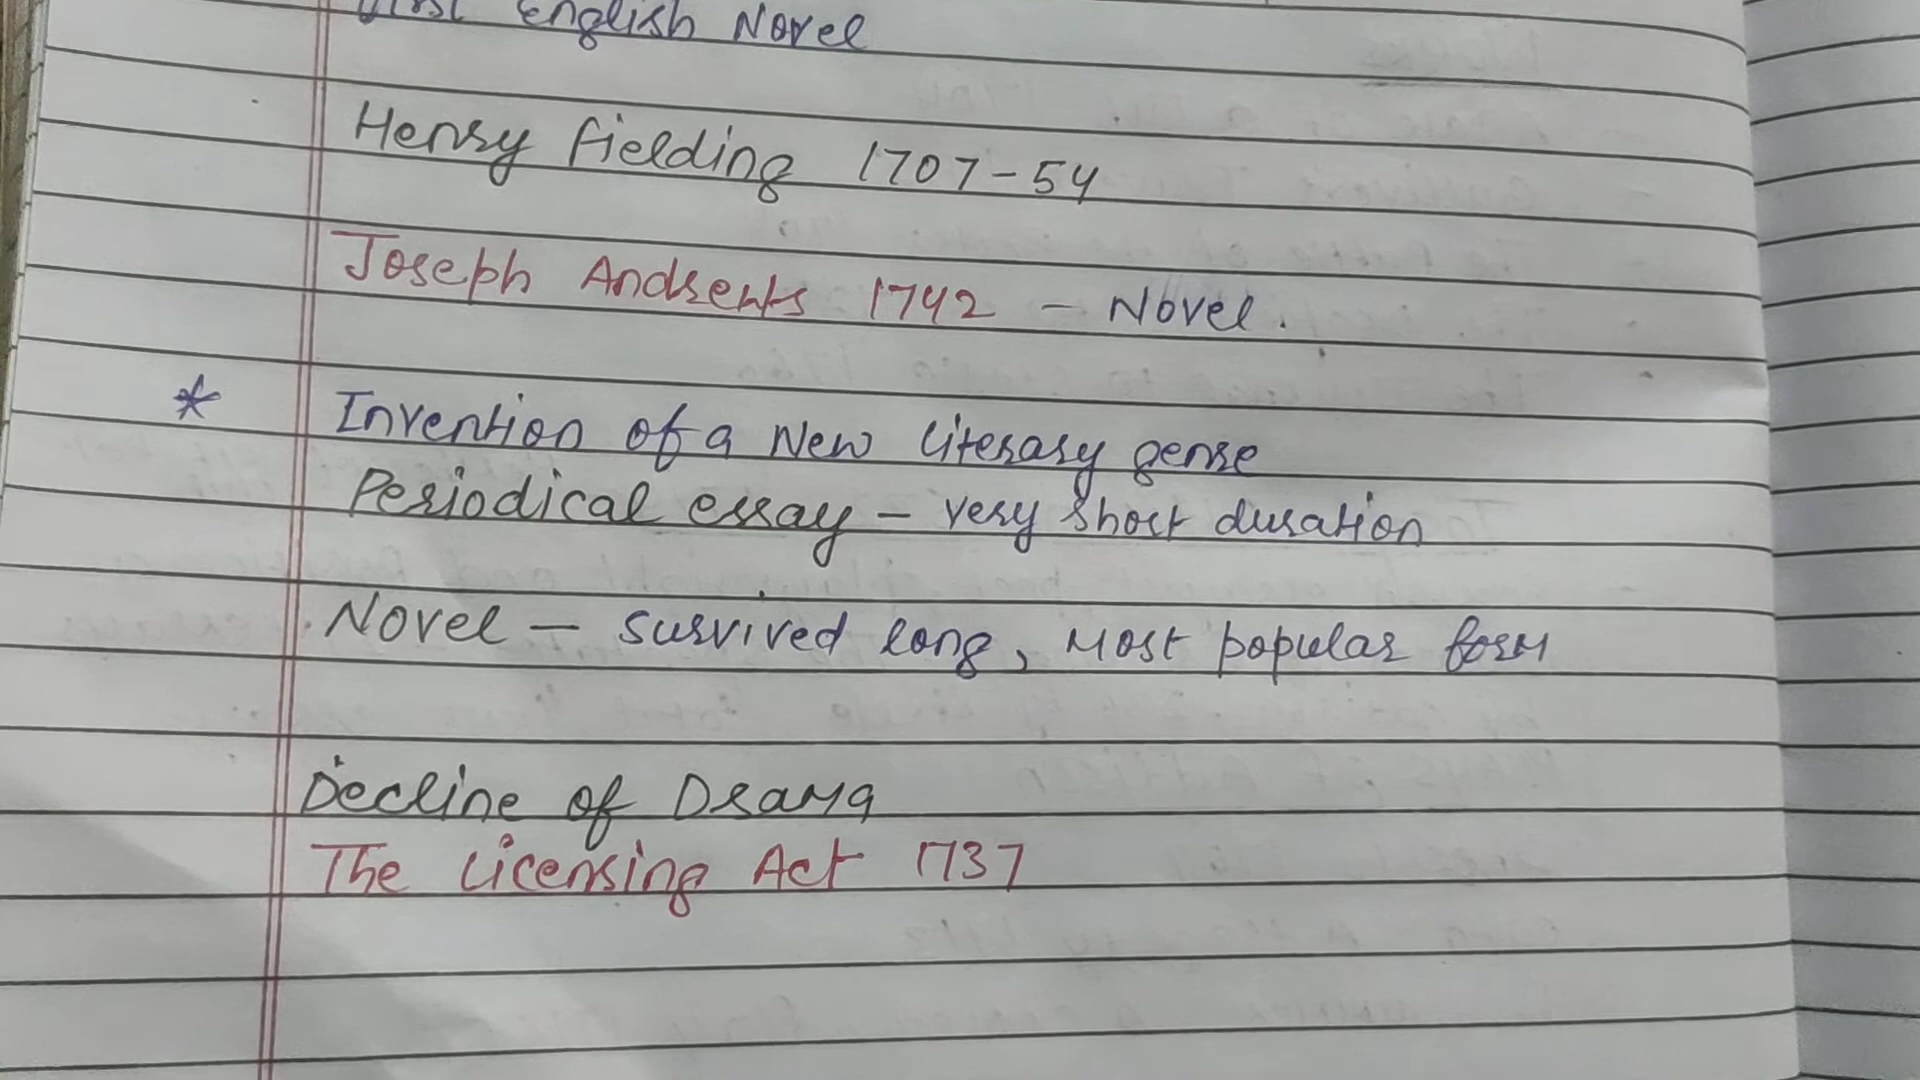 First English Novel
Henry Fielding 1707-54
Joseph Andrews 1742 - Novel.
* Invention of a New literary genre
Periodical essay - very short duration
Novel - survived long, Most popular form
Decline of Drama
The Licensing Act 1737